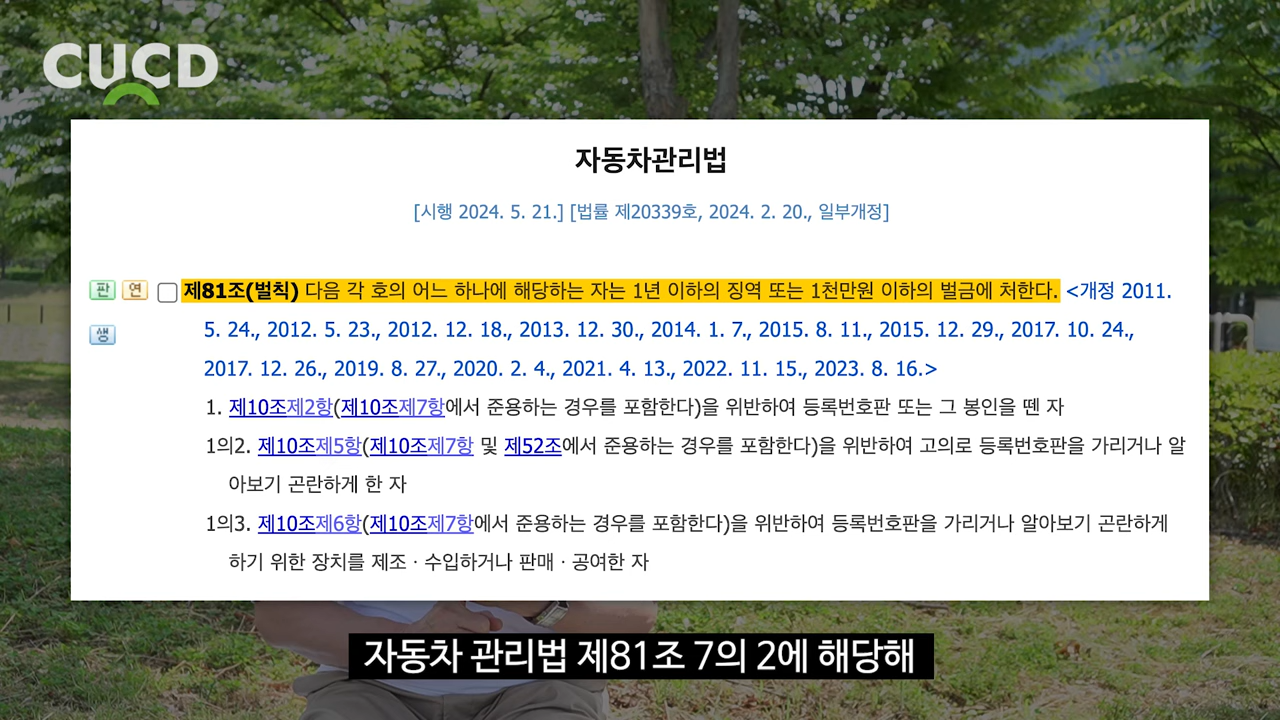 CUCD
자동차관리법
[시행 2024. 5. 21.] [법률 제20339호, 2024. 2. 20., 일부개정]
판 연 제81조(벌칙) 다음 각 호의 어느 하나에 해당하는 자는 1년 이하의 징역 또는 1천만원 이하의 벌금에 처한다. <개정 2011.
생 5. 24., 2012. 5. 23., 2012. 12. 18., 2013. 12. 30., 2014. 1. 7., 2015. 8. 11., 2015. 12. 29., 2017. 10. 24.,
2017. 12. 26., 2019. 8. 27., 2020. 2. 4., 2021. 4. 13., 2022. 11. 15., 2023. 8. 16.>
1. 제10조제2항(제10조제7항에서 준용하는 경우를 포함한다)을 위반하여 등록번호판 또는 그 봉인을 뗀 자
1의2. 제10조제5항(제10조제7항 및 제52조에서 준용하는 경우를 포함한다)을 위반하여 고의로 등록번호판을 가리거나 알
아보기 곤란하게 한 자
1의3. 제10조제6항(제10조제7항에서 준용하는 경우를 포함한다)을 위반하여 등록번호판을 가리거나 알아보기 곤란하게
하기 위한 장치를 제조ㆍ수입하거나 판매ㆍ공여한 자
자동차 관리법 제81조 7의 2에 해당해